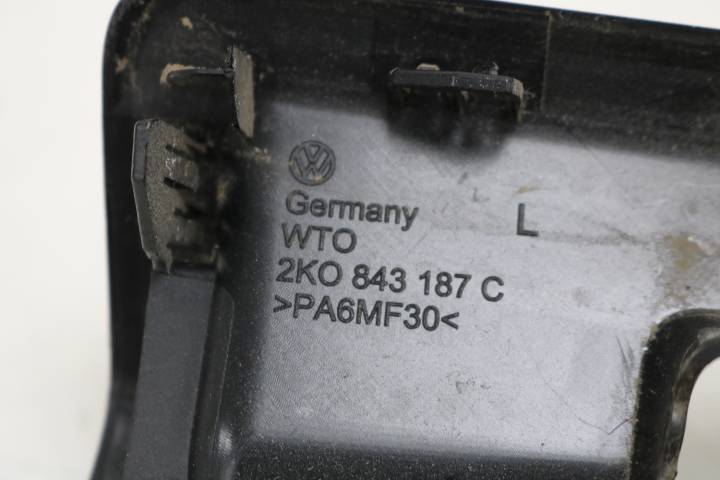 Germany
L
WTO
2K0 843 187 C
>PA6MF30<